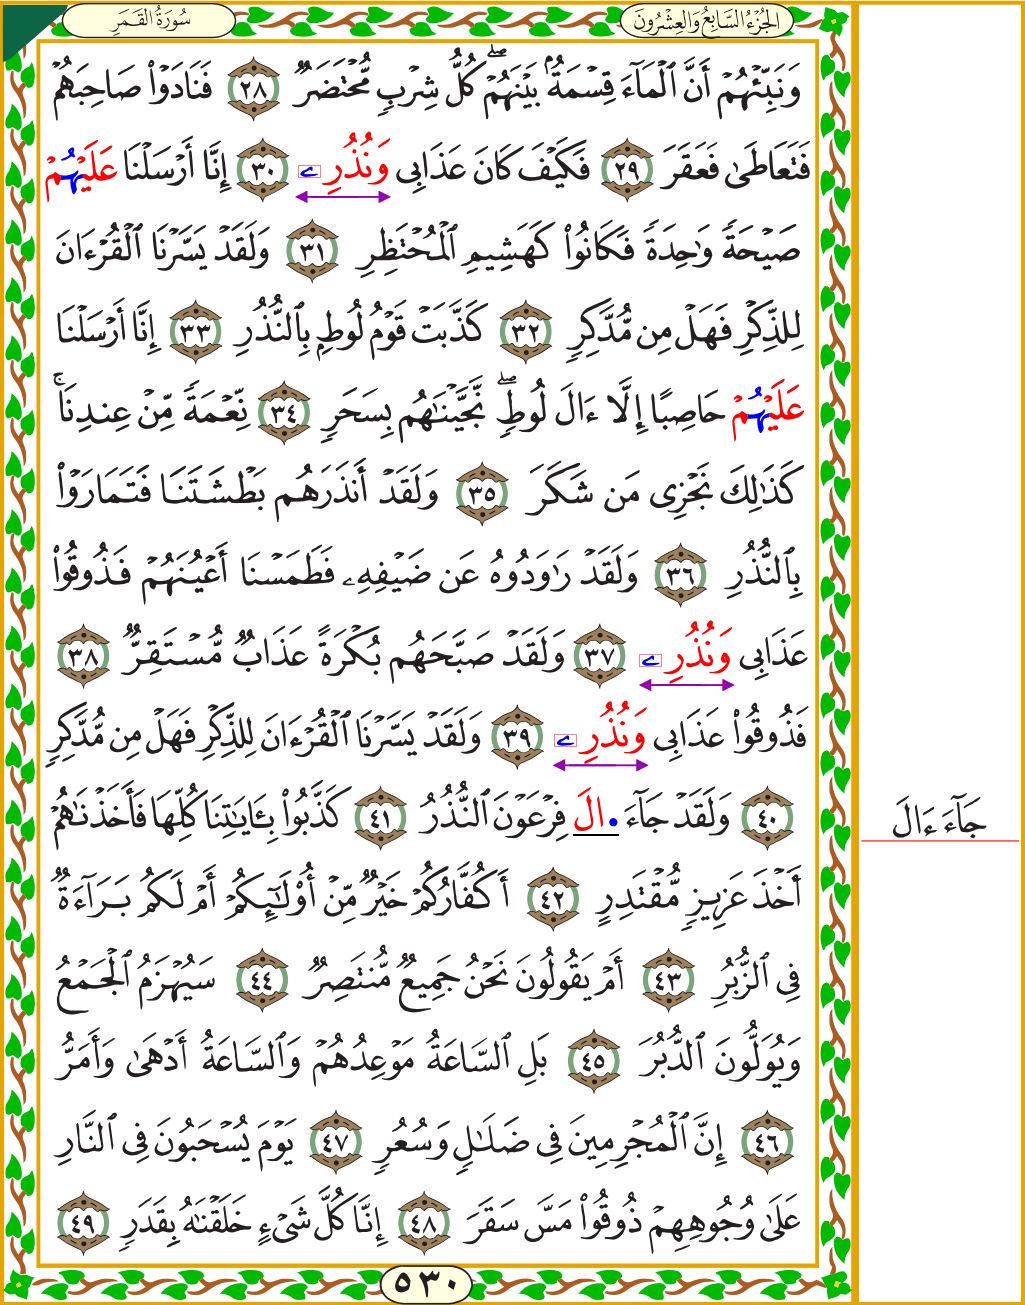 الجُزْءُ السَّابِعُ وَالعِشْرُونَ
سُورَةُ القَمَرِ
وَنَبِّئْهُمْ أَنَّ ٱلْمَآءَ قِسْمَةٌۢ بَيْنَهُمْۖ كُلُّ شِرْبٖ مُّحْتَضَرٞ ٢٨ فَنَادَوْاْ صَاحِبَهُمْ
فَتَعَاطَىٰ فَعَقَرَ ٢٩ فَكَيْفَ كَانَ عَذَابِى وَنُذُرِۦ ٣٠ إِنَّا أَرْسَلْنَا عَلَيْهُمْ
صَيْحَةٗ وَٰحِدَةٗ فَكَانُواْ كَهَشِيمِ ٱلْمُحْتَظِرِ ٣١ وَلَقَدْ يَسَّرْنَا ٱلْقُرْءَانَ
لِلذِّكْرِ فَهَلْ مِن مُّدَّكِرٖ ٣٢ كَذَّبَتْ قَوْمُ لُوطِۭ بِٱلنُّذُرِ ٣٣ إِنَّا أَرْسَلْنَا
عَلَيْهُمْ حَاصِبًا إِلَّا ءَالَ لُوطٖۖ نَّجَّيْنَٰهُم بِسَحَرٖ ٣٤ نِّعْمَةٗ مِّنْ عِندِنَاۚ
كَذَٰلِكَ نَجْزِى مَن شَكَرَ ٣٥ وَلَقَدْ أَنذَرَهُم بَطْشَتَنَا فَتَمَارَوْاْ
بِٱلنُّذُرِ ٣٦ وَلَقَدْ رَٰوَدُوهُ عَن ضَيْفِهِۦ فَطَمَسْنَا أَعْيُنَهُمْ فَذُوقُواْ
عَذَابِى وَنُذُرِۦ ٣٧ وَلَقَدْ صَبَّحَهُم بُكْرَةً عَذَابٞ مُّسْتَقِرّٞ ٣٨
فَذُوقُواْ عَذَابِى وَنُذُرِۦ ٣٩ وَلَقَدْ يَسَّرْنَا ٱلْقُرْءَانَ لِلذِّكْرِ فَهَلْ مِن مُّدَّكِرٖ
٤٠ وَلَقَدْ جَآءَ •الَ فِرْعَوْنَ ٱلنُّذُرُ ٤١ كَذَّبُواْ بِـَٔايَٰتِنَا كُلِّهَا فَأَخَذْنَٰهُمْ
جَآءَ ءَالَ
أَخْذَ عَزِيزٖ مُّقْتَدِرٍ ٤٢ أَكُفَّارُكُمْ خَيْرٞ مِّنْ أُوْلَٰٓئِكُمْ أَمْ لَكُم بَرَآءَةٞ
فِى ٱلزُّبُرِ ٤٣ أَمْ يَقُولُونَ نَحْنُ جَمِيعٞ مُّنتَصِرٞ ٤٤ سَيُهْزَمُ ٱلْجَمْعُ
وَيُوَلُّونَ ٱلدُّبُرَ ٤٥ بَلِ ٱلسَّاعَةُ مَوْعِدُهُمْ وَٱلسَّاعَةُ أَدْهَىٰ وَأَمَرُّ
٤٦ إِنَّ ٱلْمُجْرِمِينَ فِى ضَلَٰلٖ وَسُعُرٖ ٤٧ يَوْمَ يُسْحَبُونَ فِى ٱلنَّارِ
عَلَىٰ وُجُوهِهِمْ ذُوقُواْ مَسَّ سَقَرَ ٤٨ إِنَّا كُلَّ شَىْءٍ خَلَقْنَٰهُ بِقَدَرٖ ٤٩
٥٣٠